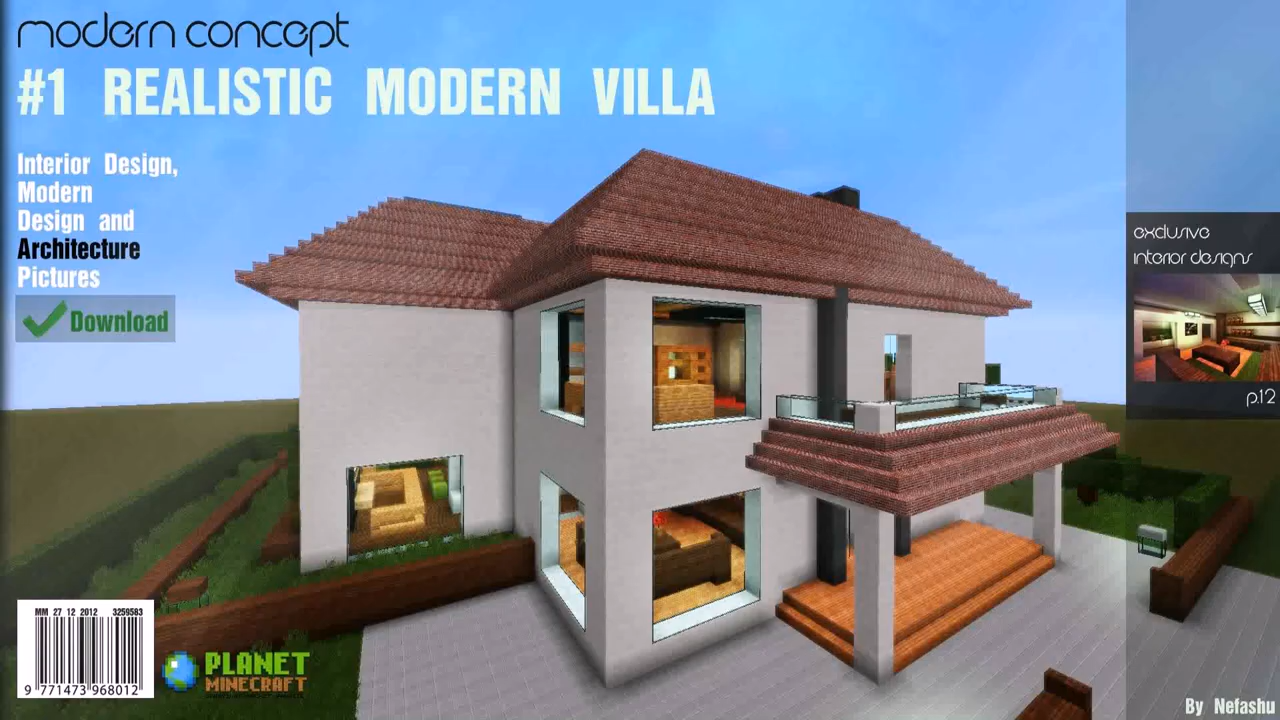 modern concept
#1 REALISTIC MODERN VILLA
Interior Design,
Modern
Design and
Architecture
Pictures
Download
exclusive
interior designs
p.12
MM 27 12 2012 3259583
9 771473 968012
PLANET
MINECRAFT
By Nefashu